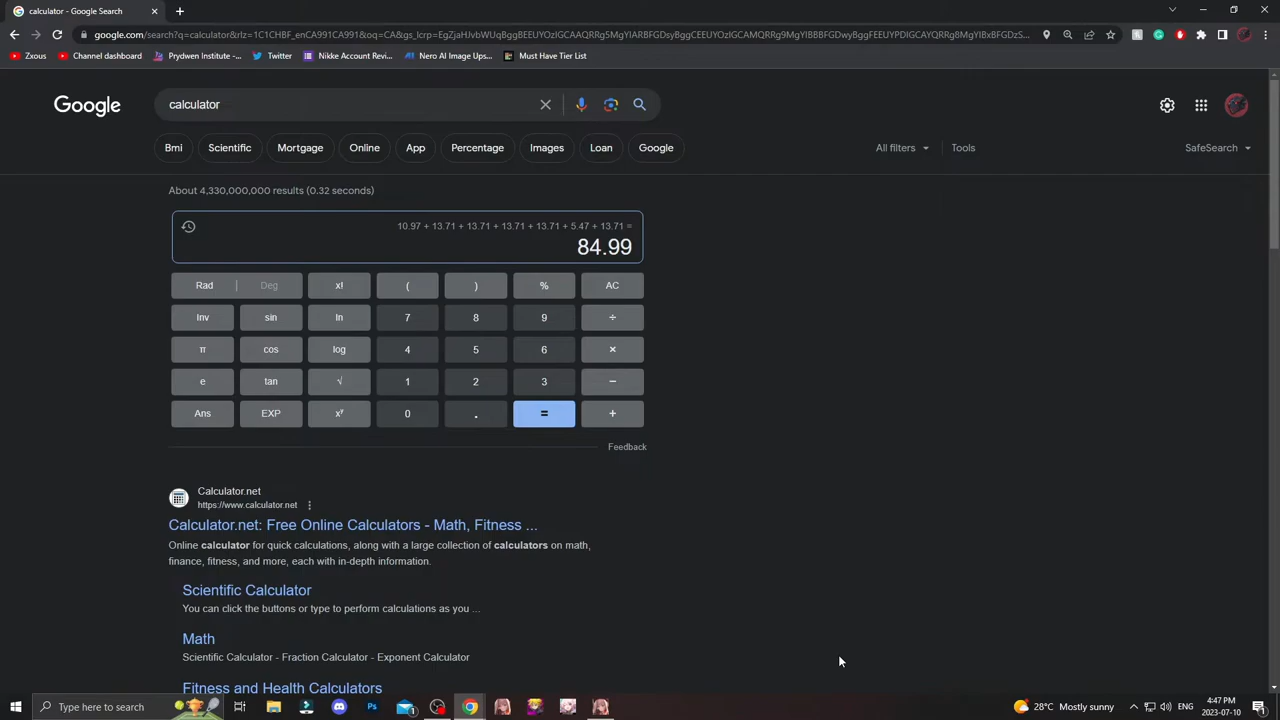 calculator - Google Search
google.com/search?q=calculator&rlz=1C1CHBF_enCA991CA991&oq=CA&gs_lcrp=
Zxous
Channel dashboard
Prydwen Institute -...
Twitter
Nikke Accord Review...
Nero AI Image Ups...
Must Have Tier List
Google
calculator
Bmi
Scientific
Mortgage
Online
App
Percentage
Images
Loan
Google
All filters
Tools
SafeSearch
About 4,330,000,000 results (0.32 seconds)
10.97 + 13.71 + 13.71 + 13.71 + 13.71 + 5.47 + 13.71 =
84.99
Rad
Deg
x!
(
)
%
AC
Inv
sin
ln
7
8
9
÷
π
cos
log
4
5
6
×
e
tan
√
1
2
3
−
Ans
EXP
xʸ
0
.
=
+
Feedback
Calculator.net
https://www.calculator.net
Calculator.net: Free Online Calculators - Math, Fitness ...
Online calculator for quick calculations, along with a large collection of calculators on math,
finance, fitness, and more, each with in-depth information.
Scientific Calculator
You can click the buttons or type to perform calculations as you ...
Math
Scientific Calculator - Fraction Calculator - Exponent Calculator
Fitness and Health Calculators
Type here to search
Ps
1
28°C Mostly sunny
ENG
4:47 PM
2023-07-10
1